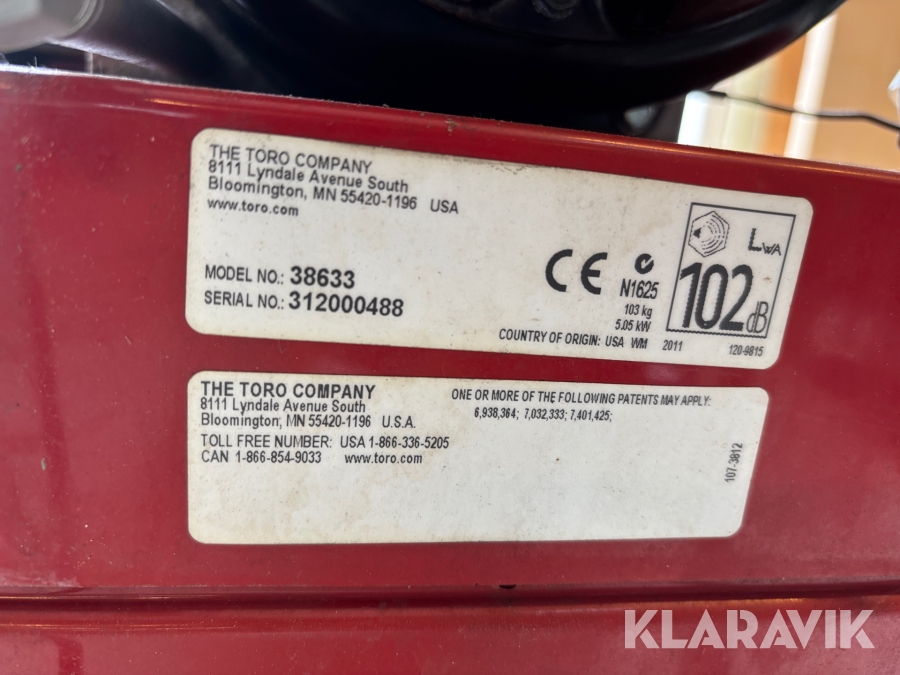 THE TORO COMPANY
8111 Lyndale Avenue South
Bloomington, MN 55420-1196 USA
www.toro.com
MODEL NO.: 38633
SERIAL NO.: 312000488
CE
N1625
103 kg
5.05 kW
COUNTRY OF ORIGIN: USA WM 2011
LWA
102 dB
120-9815
THE TORO COMPANY
8111 Lyndale Avenue South
Bloomington, MN 55420-1196 U.S.A.
TOLL FREE NUMBER: USA 1-866-336-5205
CAN 1-866-854-9033 www.toro.com
ONE OR MORE OF THE FOLLOWING PATENTS MAY APPLY:
6,938,364; 7,032,333; 7,401,425;
107-3812
KLARAVIK